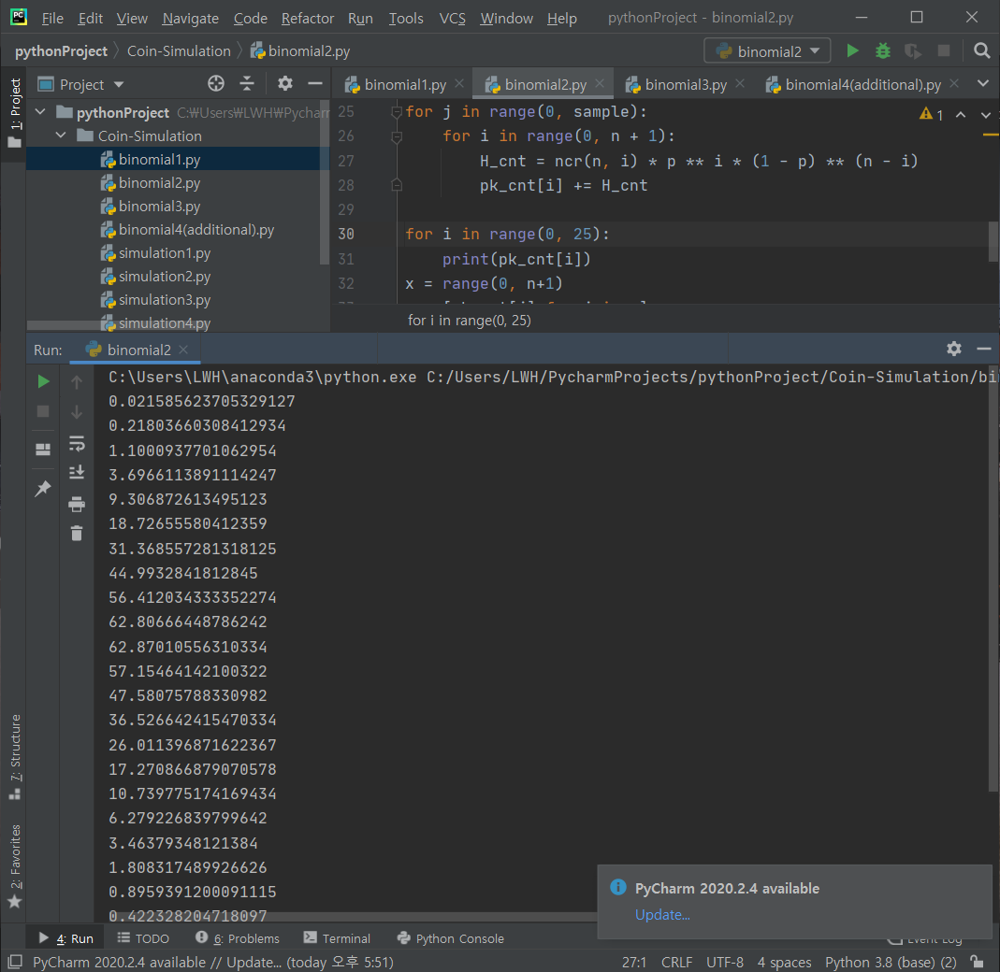 PC File Edit View Navigate Code Refactor Run Tools VCS Window Help pythonProject - binomial2.py
pythonProject Coin-Simulation binomial2.py binomial2
1: Project
Project
binomial1.py binomial2.py binomial3.py binomial4(additional).py
pythonProject C:₩Users₩LWH₩Pycharm
Coin-Simulation
binomial1.py
binomial2.py
binomial3.py
binomial4(additional).py
simulation1.py
simulation2.py
simulation3.py
simulation4.py
1
25 for j in range(0, sample):
26 for i in range(0, n + 1):
27 H_cnt = ncr(n, i) * p ** i * (1 - p) ** (n - i)
28 pk_cnt[i] += H_cnt
29
30 for i in range(0, 25):
31 print(pk_cnt[i])
32 x = range(0, n+1)
for i in range(0, 25)
Run: binomial2
C:\Users\LWH\anaconda3\python.exe C:/Users/LWH/PycharmProjects/pythonProject/Coin-Simulation/bi
0.021585623705329127
0.21803660308412934
1.1000937701062954
3.6966113891114247
9.306872613495123
18.72655580412359
31.368557281318125
44.9932841812845
56.412034333352274
62.80666448786242
62.87010556310334
57.15464142100322
47.58075788330982
36.526642415470334
26.011396871622367
17.270866879070578
10.739775174169434
6.279226839799642
3.46379348121384
1.808317489926626
0.8959391200091115
0.422328204718097
7: Structure
2: Favorites
PyCharm 2020.2.4 available
Update...
4: Run TODO 6: Problems Terminal Python Console Event Log
PyCharm 2020.2.4 available // Update... (today 오후 5:51) 27:1 CRLF UTF-8 4 spaces Python 3.8 (base) (2)